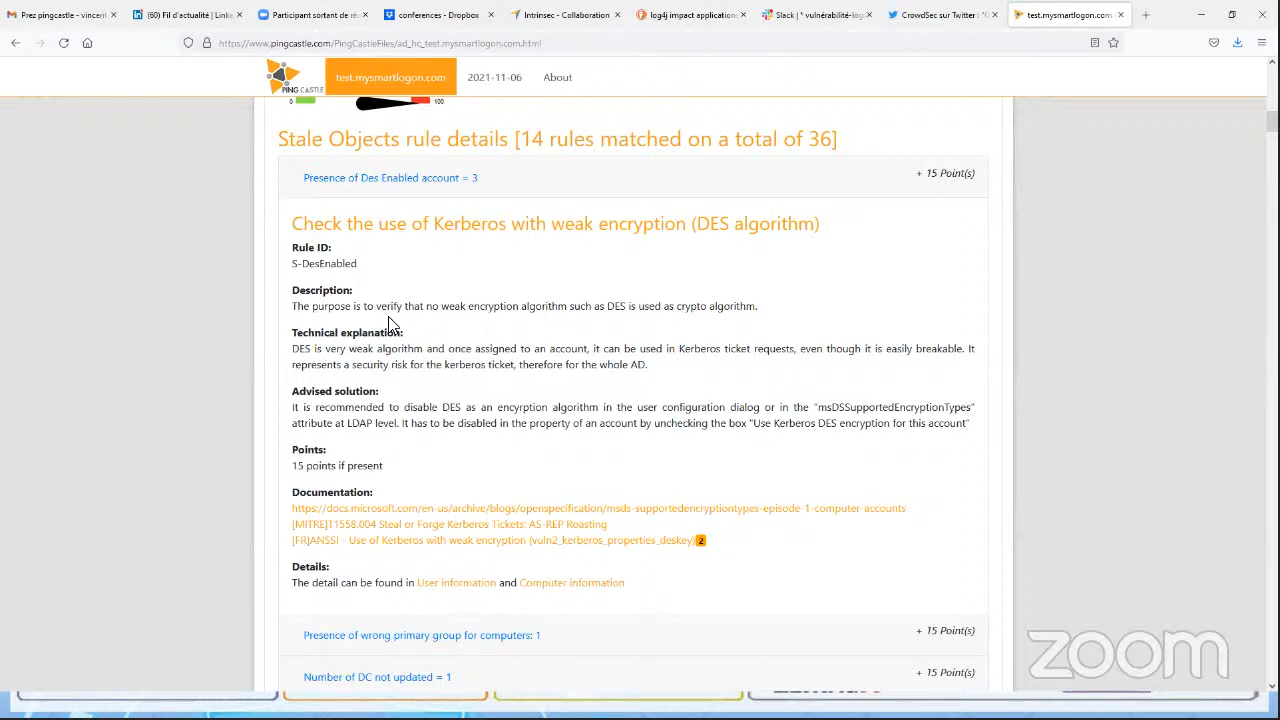 Prez pingcastle - vincent
(60) Fil d'actualité | Linke
Participant sertant de ré
conferences - Dropbox
Intrinsec - Collaboration
log4j impact application
Slack | * vulnérabilité-log
CrowdSec sur Twitter : "
test.mysmartlogon.com
https://www.pingcastle.com/PingCastleFiles/ad_hc_test.mysmartlogon.com.html
PING CASTLE
test.mysmartlogon.com
2021-11-06
About
0
100
Stale Objects rule details [14 rules matched on a total of 36]
Presence of Des Enabled account = 3
+ 15 Point(s)
Check the use of Kerberos with weak encryption (DES algorithm)
Rule ID:
S-DesEnabled
Description:
The purpose is to verify that no weak encryption algorithm such as DES is used as crypto algorithm.
Technical explanation:
DES is very weak algorithm and once assigned to an account, it can be used in Kerberos ticket requests, even though it is easily breakable. It
represents a security risk for the kerberos ticket, therefore for the whole AD.
Advised solution:
It is recommended to disable DES as an encyrption algorithm in the user configuration dialog or in the "msDSSupportedEncryptionTypes"
attribute at LDAP level. It has to be disabled in the property of an account by unchecking the box "Use Kerberos DES encryption for this account"
Points:
15 points if present
Documentation:
https://docs.microsoft.com/en-us/archive/blogs/openspecification/msds-supportedencryptiontypes-episode-1-computer-accounts
[MITRE]T1558.004 Steal or Forge Kerberos Tickets: AS-REP Roasting
[FR]ANSSI - Use of Kerberos with weak encryption (vuln2_kerberos_properties_deskey)2
Details:
The detail can be found in User information and Computer information
Presence of wrong primary group for computers: 1
+ 15 Point(s)
Number of DC not updated = 1
+ 15 Point(s)
zoom